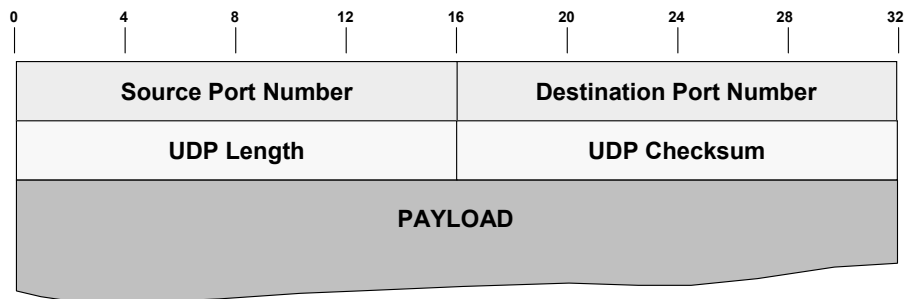 0 4 8 12 16 20 24 28 32
Source Port Number Destination Port Number
UDP Length UDP Checksum
PAYLOAD